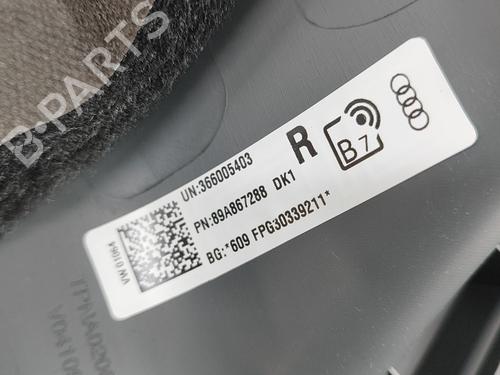 B-PARTS
UN:366005403
PN:89A867288 DK1
BG:*609 FPG30339211*
R
B7
VW 01064